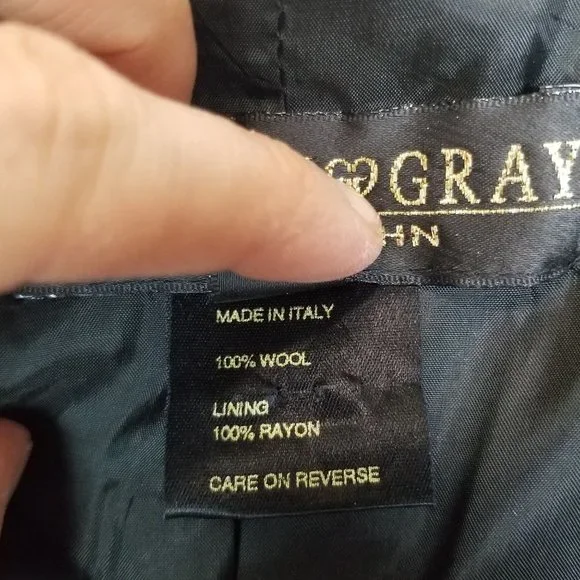 GRAY
HN
MADE IN ITALY
100% WOOL
LINING
100% RAYON
CARE ON REVERSE